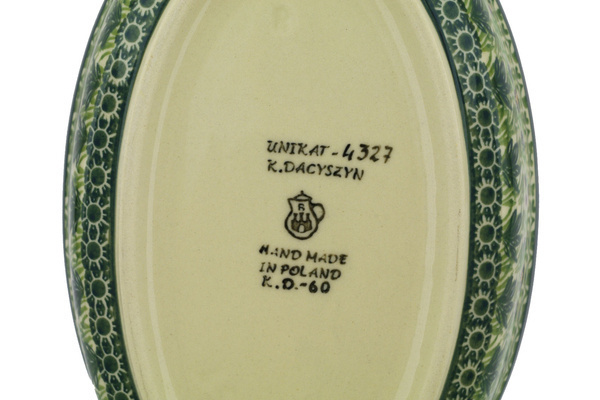 UNIKAT-4327
K.DACYSZYN
HAND MADE
IN POLAND
K.D.-60